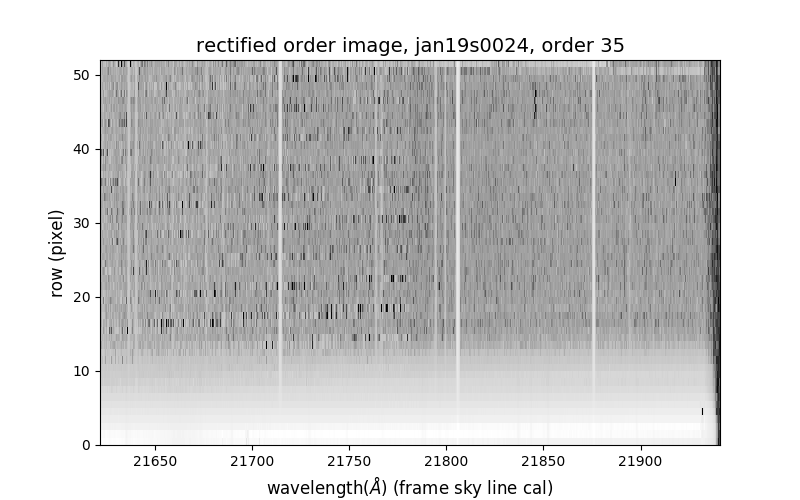 rectified order image, jan19s0024, order 35
50
40
30
20
10
0
row (pixel)
21650 21700 21750 21800 21850 21900
wavelength(Å) (frame sky line cal)